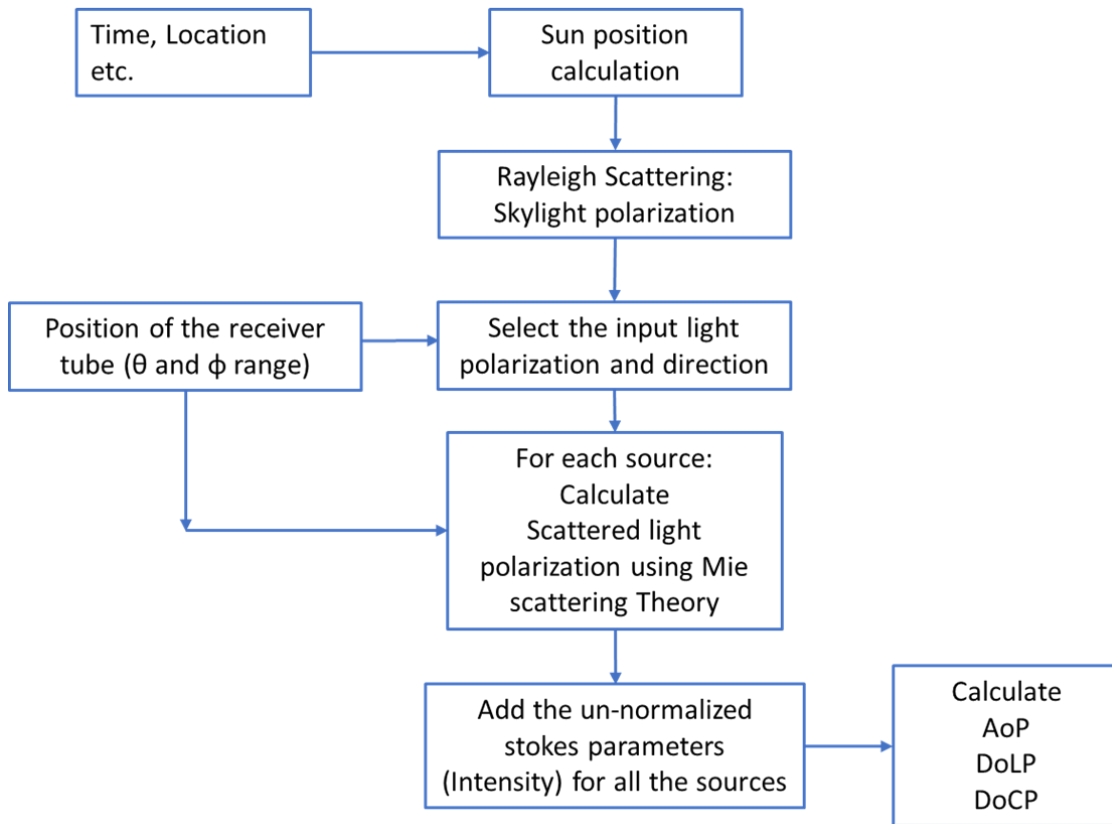 Time, Location
etc.
Sun position
calculation
Rayleigh Scattering:
Skylight polarization
Position of the receiver
tube (θ and ϕ range)
Select the input light
polarization and direction
For each source:
Calculate
Scattered light
polarization using Mie
scattering Theory
Add the un-normalized
stokes parameters
(Intensity) for all the sources
Calculate
AoP
DoLP
DoCP